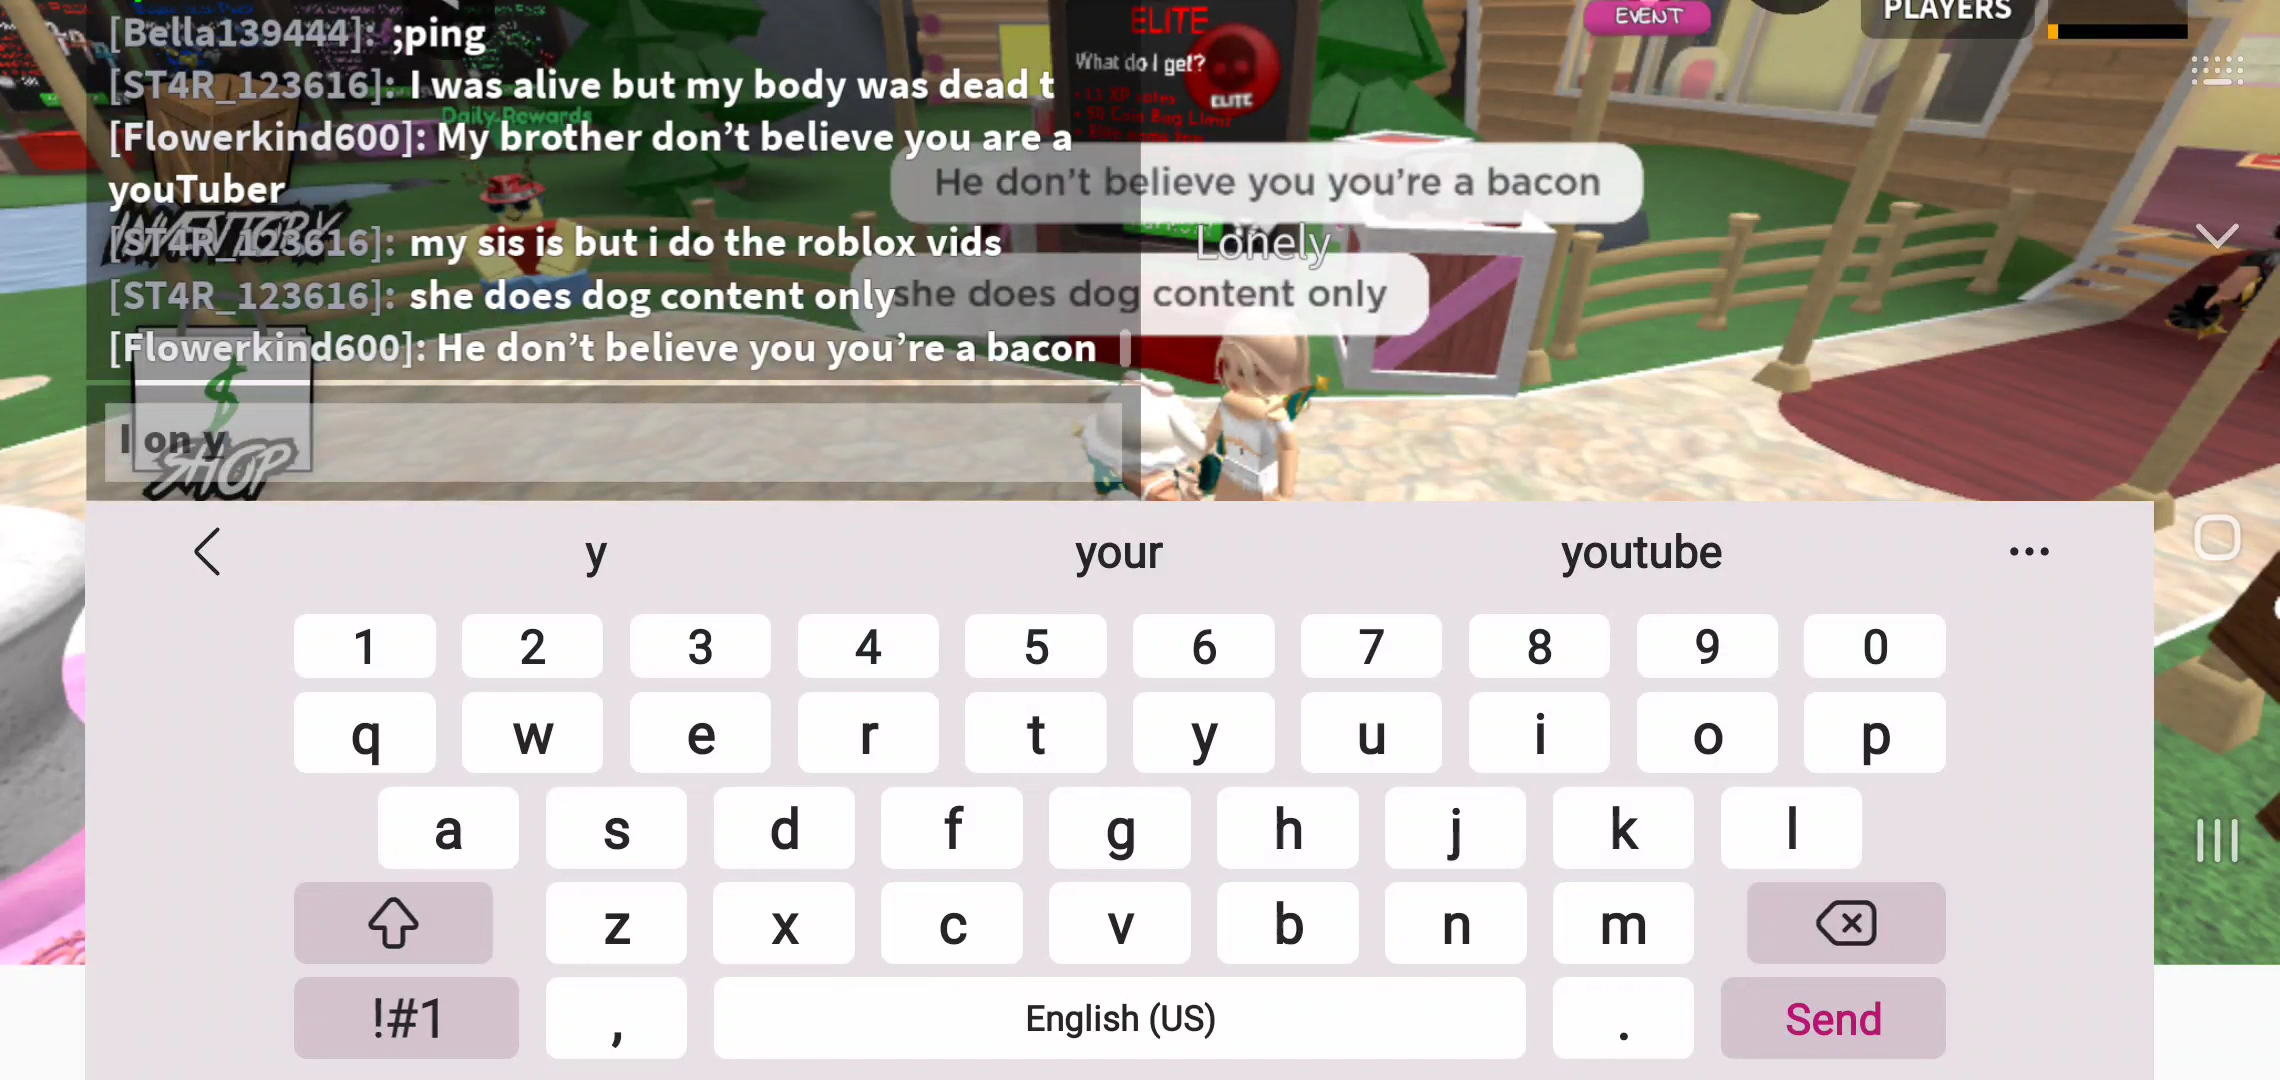 [Bella139444]: ;ping
[ST4R_123616]: I was alive but my body was dead t
Daily Rewards
[Flowerkind600]: My brother don’t believe you are a
youTuber
[ST4R_123616]: my sis is but i do the roblox vids
[ST4R_123616]: she does dog content only
[Flowerkind600]: He don’t believe you you’re a bacon
INVENTORY
I on y
SHOP
ELITE
What do I get?
ELITE
EVENT
PLAYERS
He don’t believe you you’re a bacon
Lonely
she does dog content only
y your youtube
1 2 3 4 5 6 7 8 9 0
q w e r t y u i o p
a s d f g h j k l
z x c v b n m
!#1 , English (US) . Send